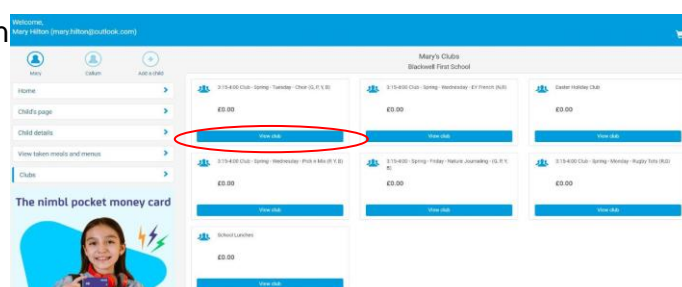 n
Welcome,
Mary Hilton (mary.hilton@outlook.com)
Mary
Callum
Add a child
Home
Child's page
Child details
View taken meals and menus
Clubs
The nimbl pocket money card
Mary's Clubs
Blackwell First School
3:15-4:00 Club - Spring - Tuesday - Choir (G, P, Y, B)
£0.00
View club
3:15-4:00 Club - Spring - Wednesday - EY French (N,R)
£0.00
View club
Easter Holiday Club
£0.00
View club
3:15-4:00 Club - Spring - Wednesday - Pick n Mix (P, Y, B)
£0.00
View club
3:15-4:00 - Spring - Friday - Nature Journaling - (G, P, Y, B)
£0.00
View club
3:15-4:00 Club - Spring - Monday - Rugby Tots (R,G)
£0.00
View club
School Lunches
£0.00
View club